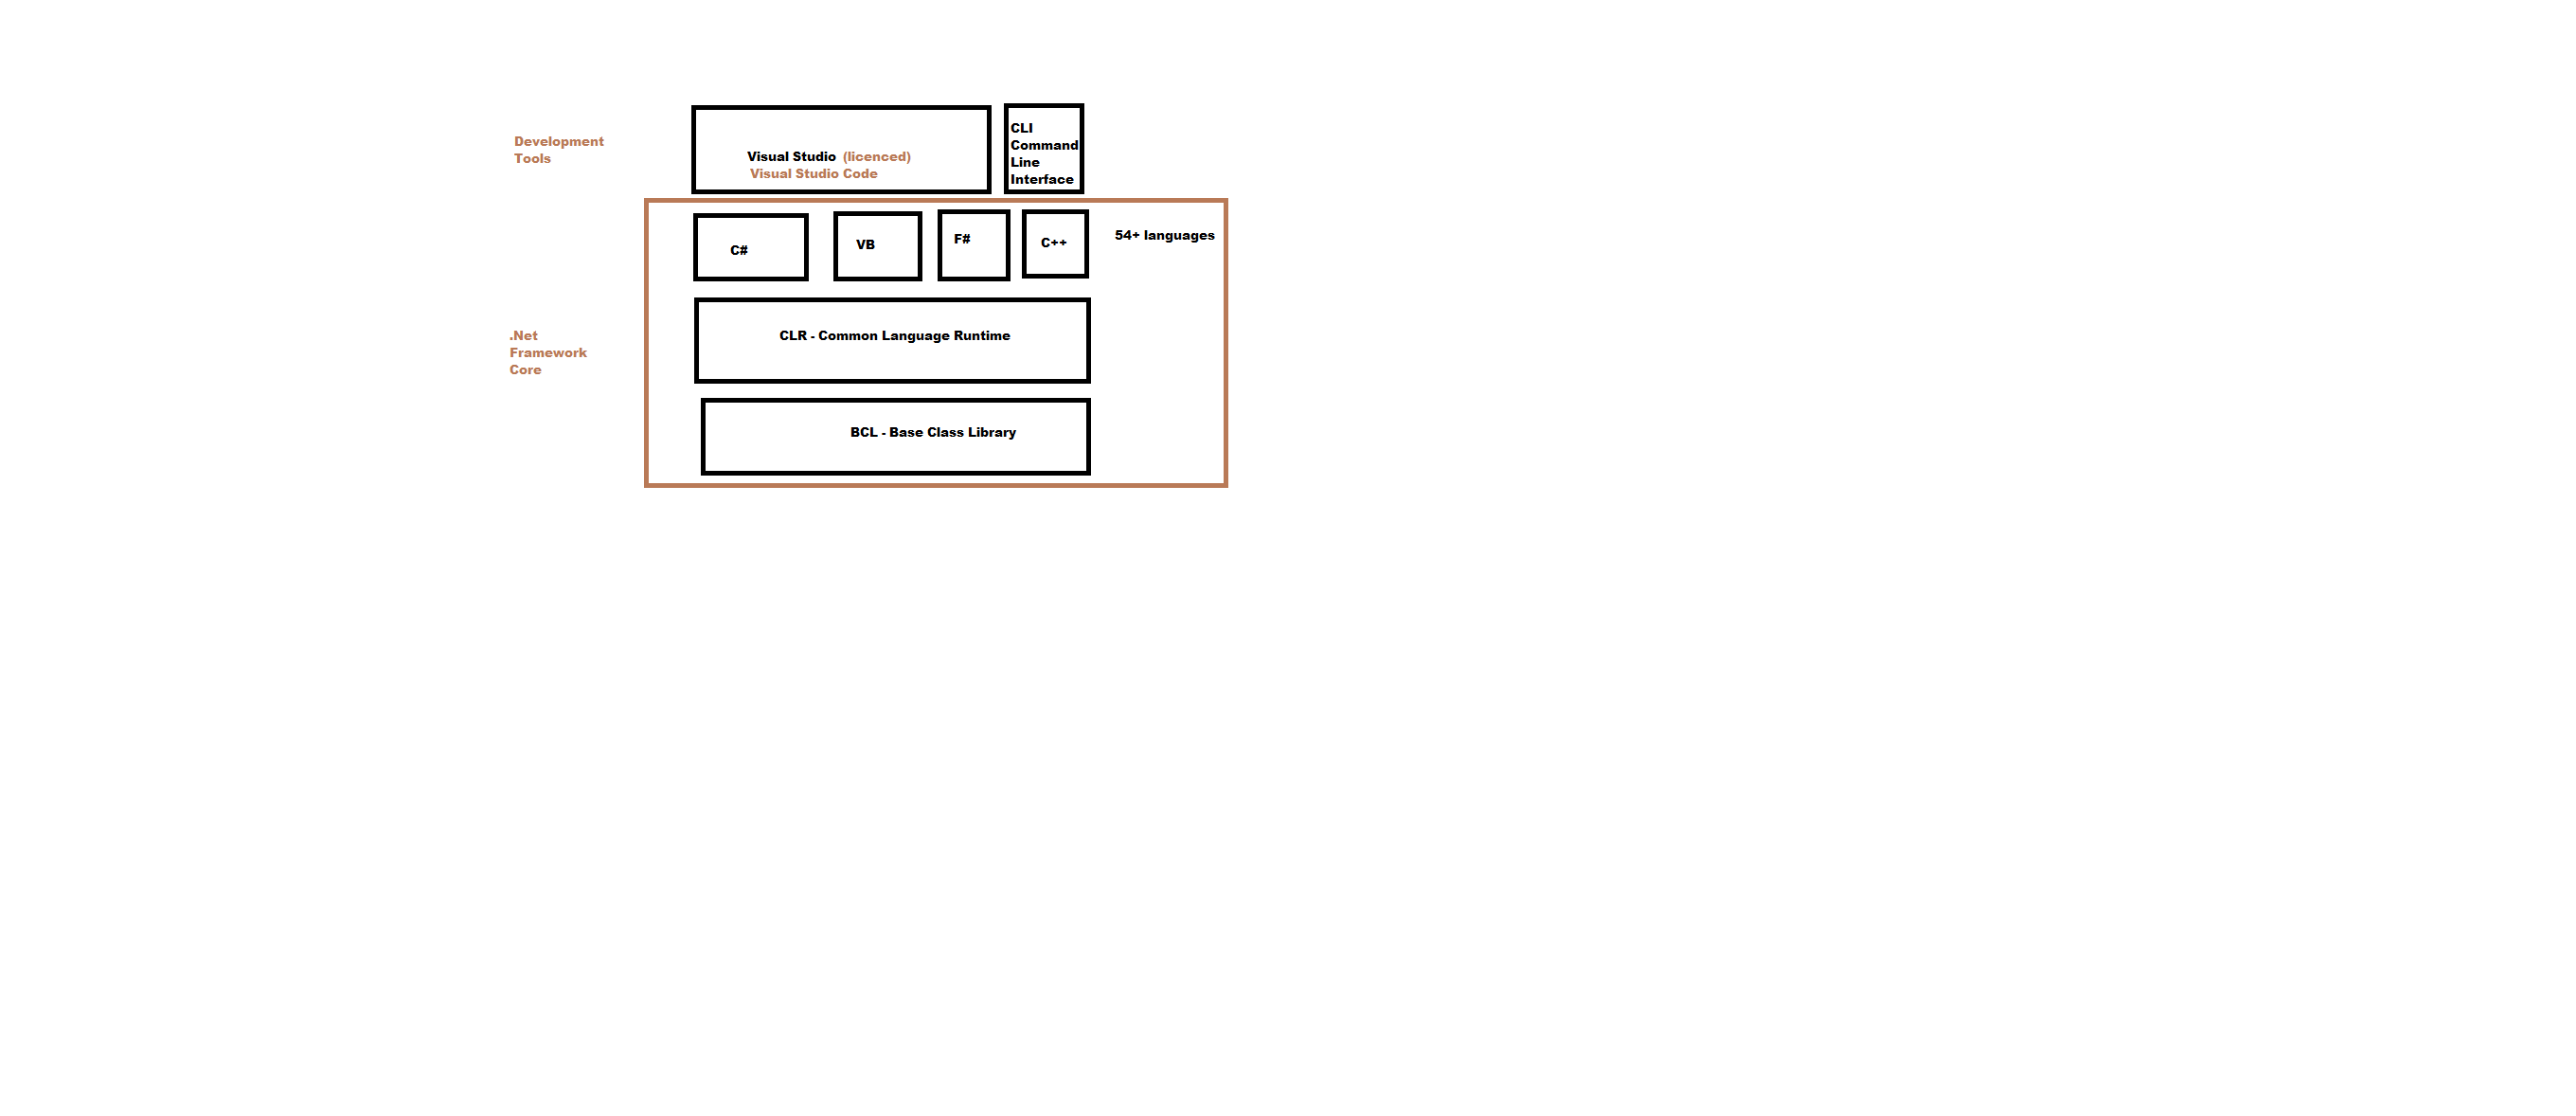 Development
Tools
Visual Studio (licenced)
Visual Studio Code
CLI
Command
Line
Interface
C#
VB
F#
C++
54+ languages
.Net
Framework
Core
CLR - Common Language Runtime
BCL - Base Class Library